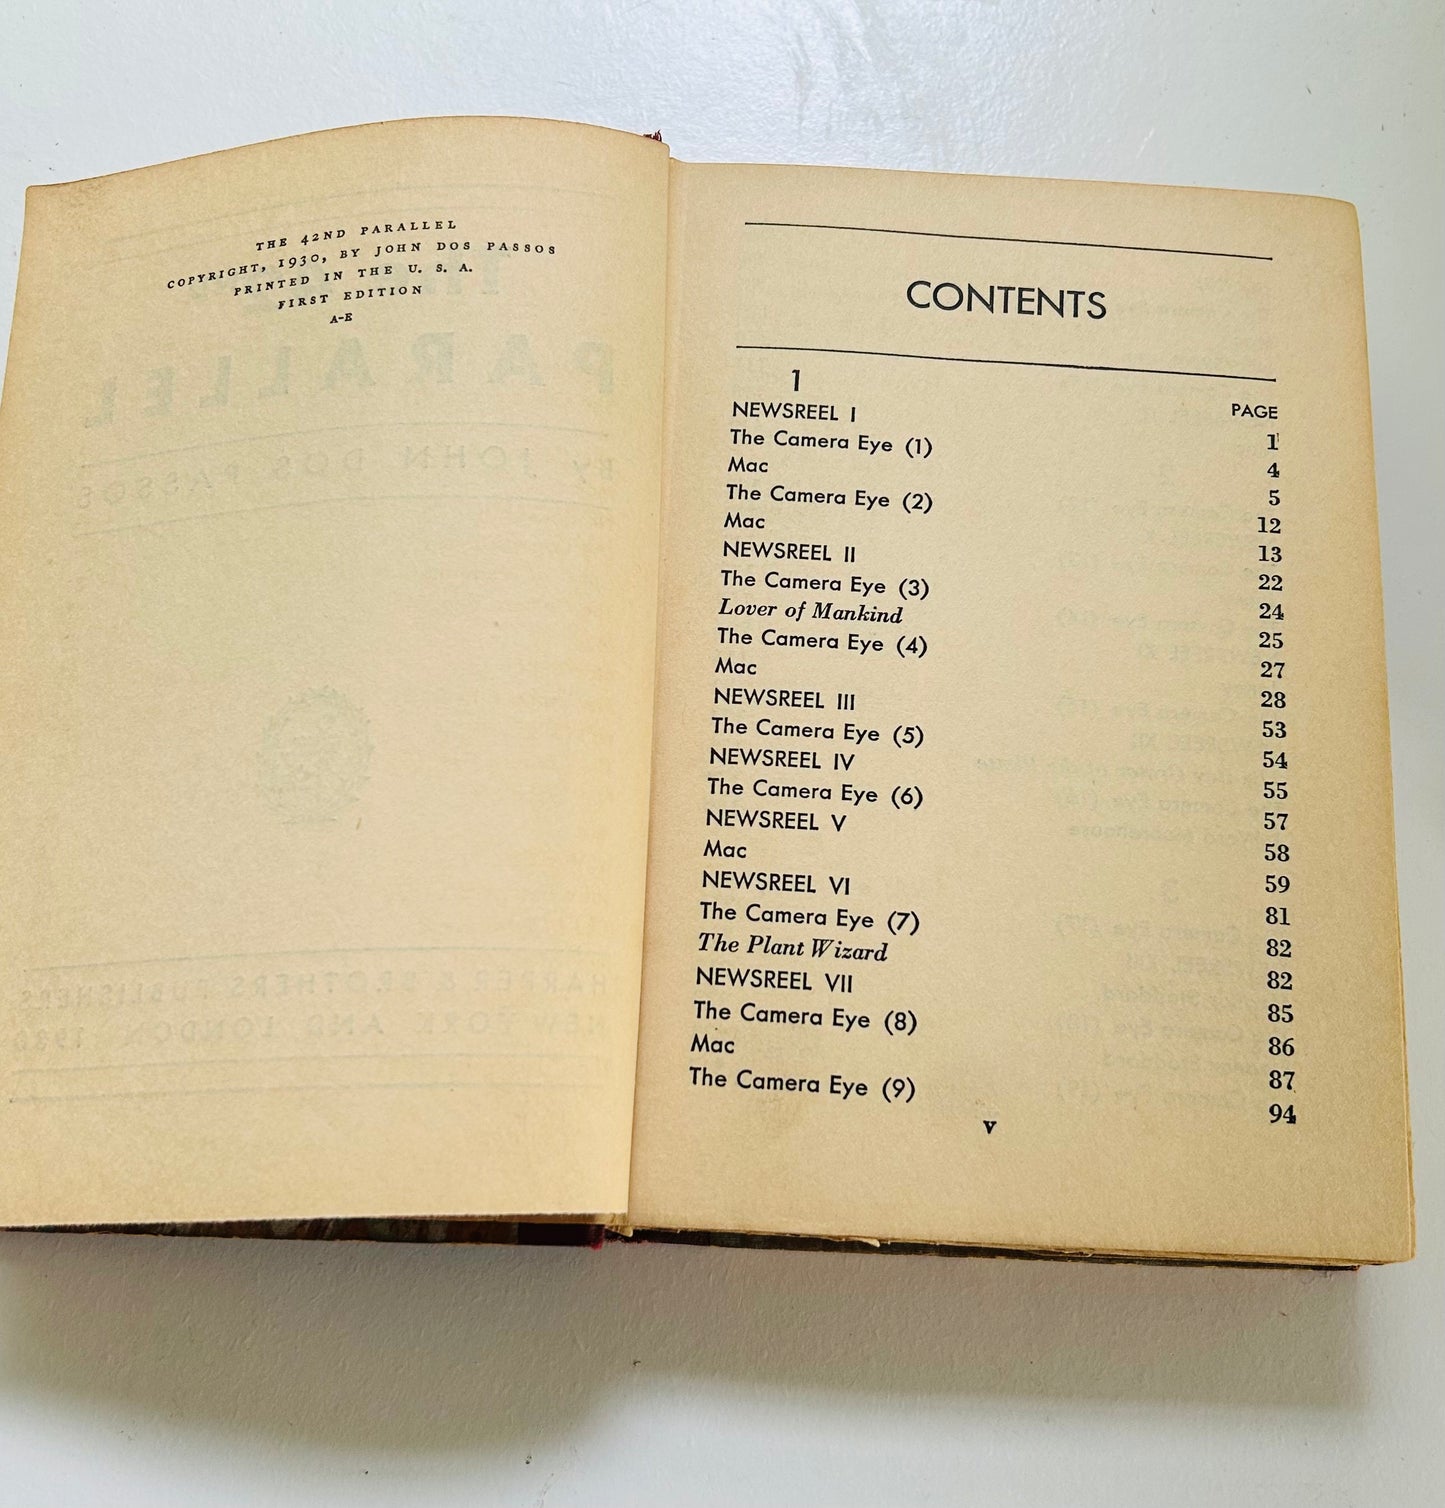 THE 42ND PARALLEL
COPYRIGHT, 1930, BY JOHN DOS PASSOS
PRINTED IN THE U. S. A.
FIRST EDITION
A-E
CONTENTS
1 PAGE
NEWSREEL I 1
The Camera Eye (1) 4
Mac 5
The Camera Eye (2) 12
Mac 13
NEWSREEL II 22
The Camera Eye (3) 24
Lover of Mankind 25
The Camera Eye (4) 27
Mac 28
NEWSREEL III 53
The Camera Eye (5) 54
NEWSREEL IV 55
The Camera Eye (6) 57
NEWSREEL V 58
Mac 59
NEWSREEL VI 81
The Camera Eye (7) 82
The Plant Wizard 82
NEWSREEL VII 85
The Camera Eye (8) 86
Mac 87
The Camera Eye (9) 94
v